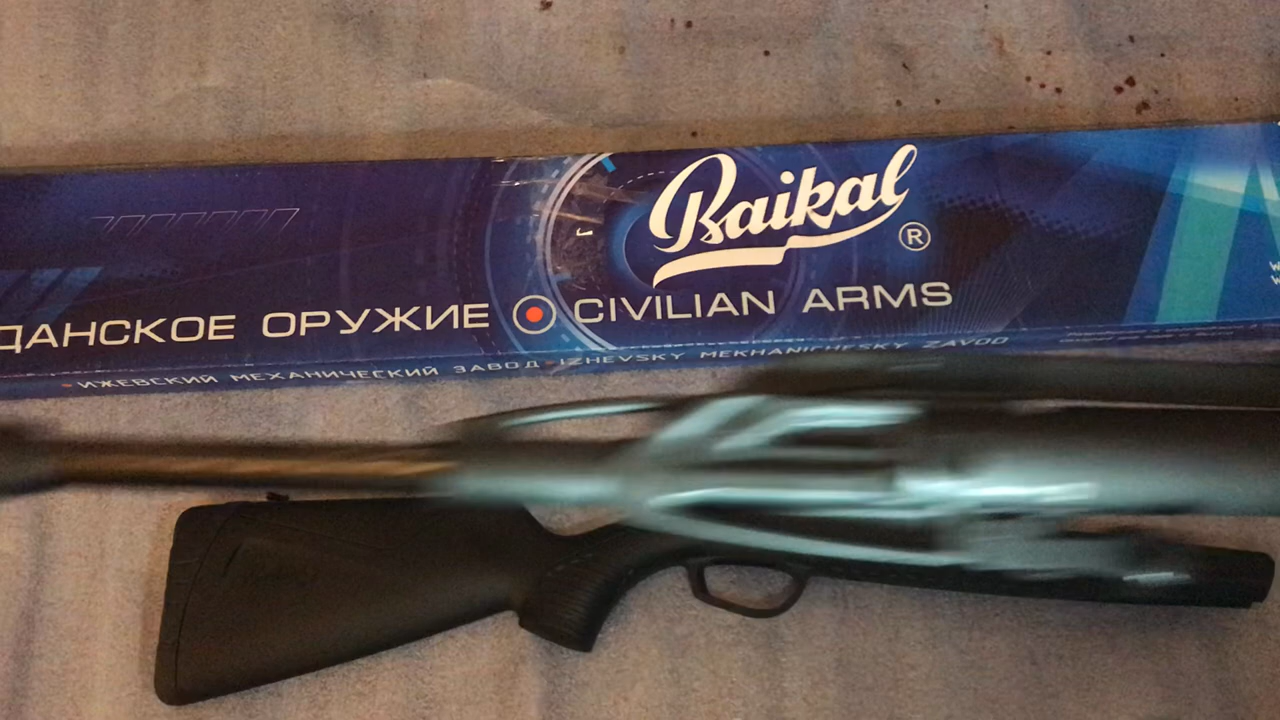 Baikal ®
ДАНСКОЕ ОРУЖИЕ CIVILIAN ARMS
ИЖЕВСКИЙ МЕХАНИЧЕСКИЙ ЗАВОД IZHEVSKY MEKHANICHESKY ZAVOD